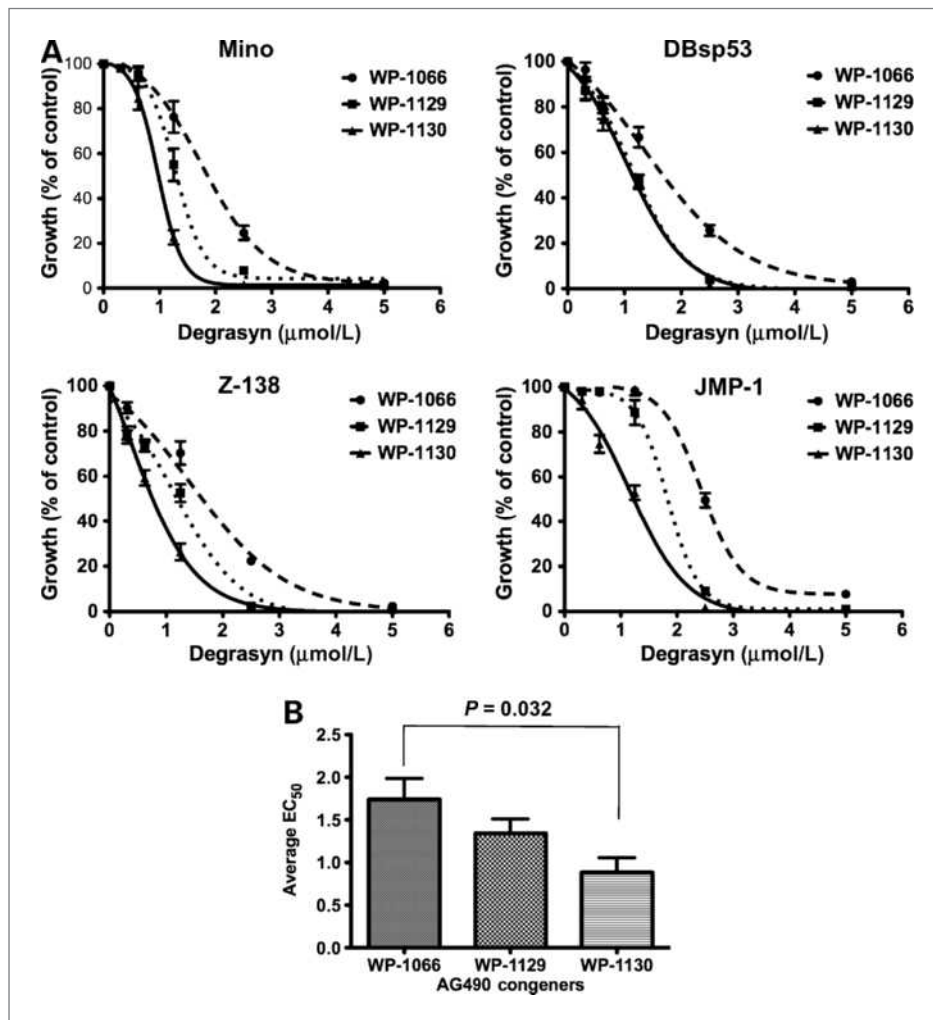 A
Mino
100
80
60
40
20
0
0 1 2 3 4 5 6
Growth (% of control)
Degrasyn (μmol/L)
WP-1066
WP-1129
WP-1130
DBsp53
100
80
60
40
20
0
0 1 2 3 4 5 6
Growth (% of control)
Degrasyn (μmol/L)
WP-1066
WP-1129
WP-1130
Z-138
100
80
60
40
20
0
0 1 2 3 4 5 6
Growth (% of control)
Degrasyn (μmol/L)
WP-1066
WP-1129
WP-1130
JMP-1
100
80
60
40
20
0
0 1 2 3 4 5 6
Growth (% of control)
Degrasyn (μmol/L)
WP-1066
WP-1129
WP-1130
B
P = 0.032
2.5
2.0
1.5
1.0
0.5
0.0
Average EC50
WP-1066 WP-1129 WP-1130
AG490 congeners